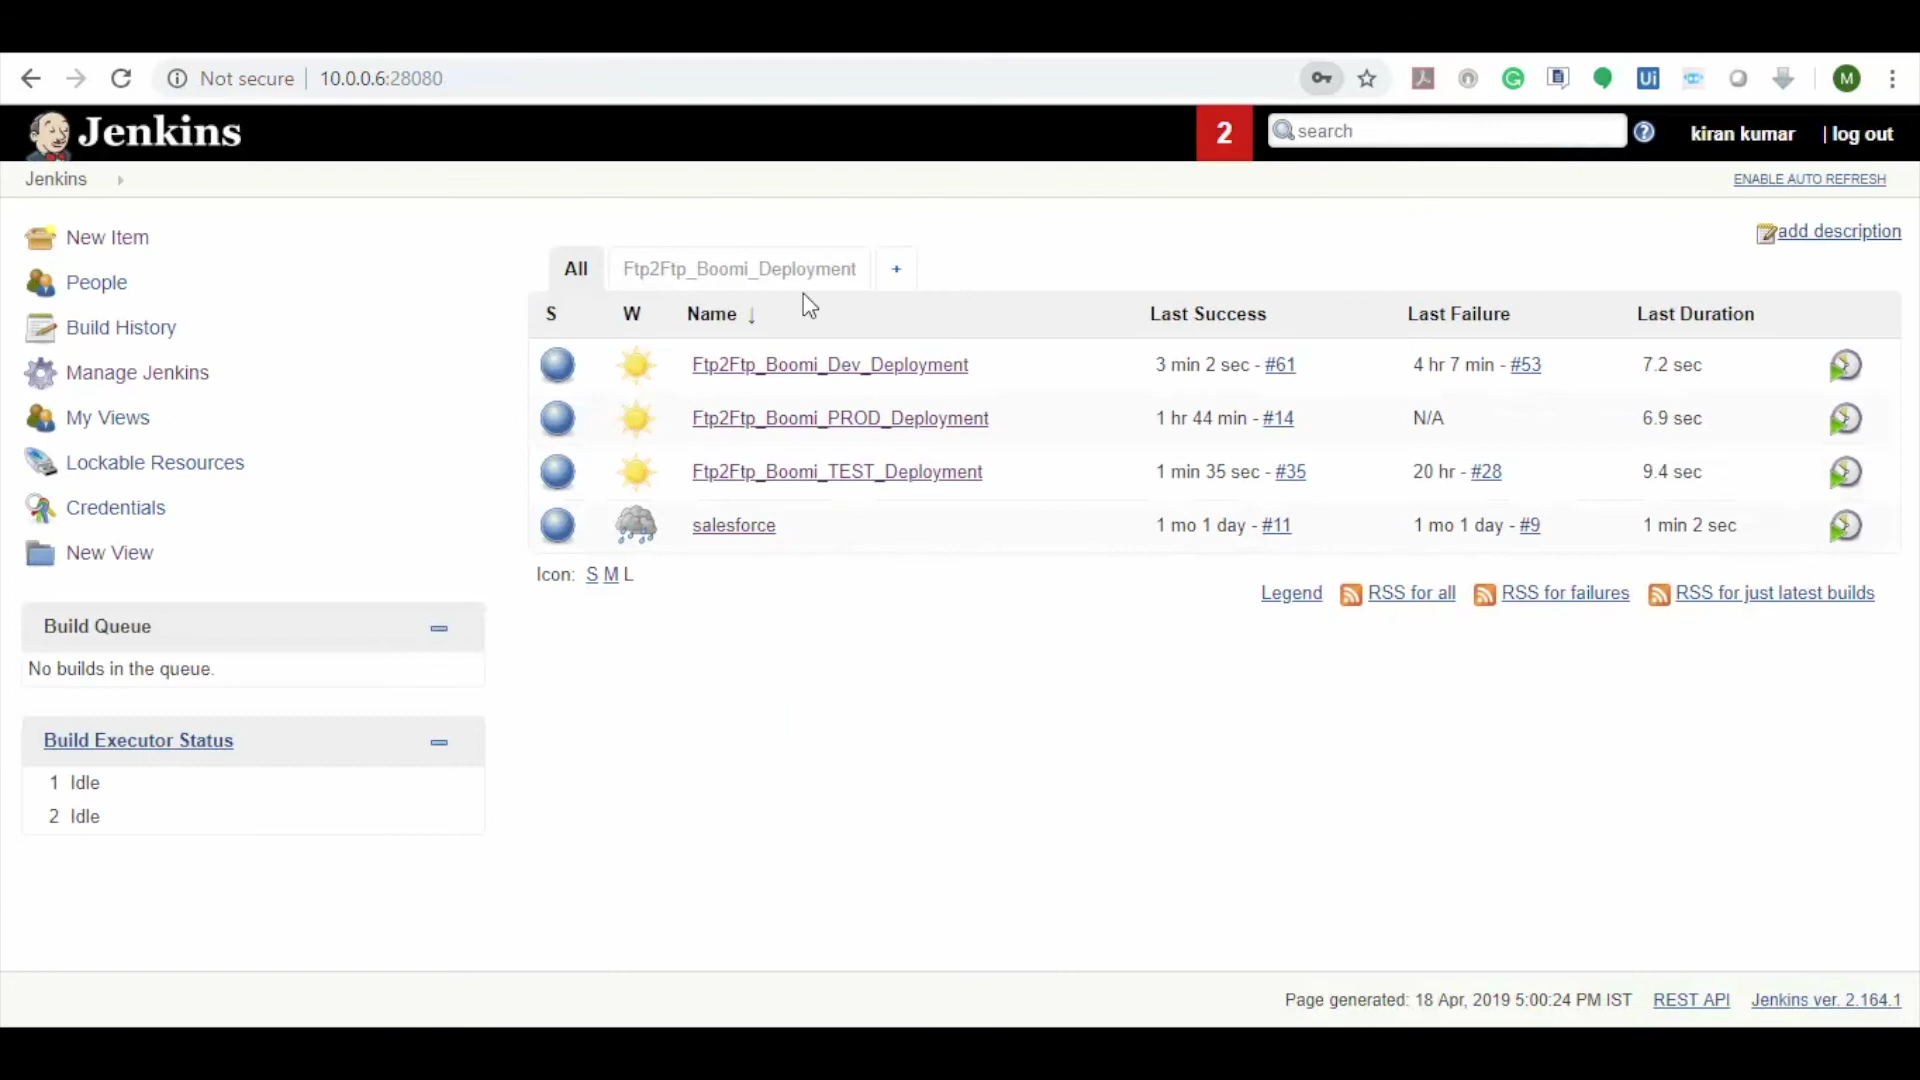 Not secure 10.0.0.6:28080
Ui
M
Jenkins
2
search
kiran kumar | log out
Jenkins
ENABLE AUTO REFRESH
New Item
People
Build History
Manage Jenkins
My Views
Lockable Resources
Credentials
New View
Build Queue
No builds in the queue.
Build Executor Status
1 Idle
2 Idle
add description
All Ftp2Ftp_Boomi_Deployment +
S W Name ↓ Last Success Last Failure Last Duration
Ftp2Ftp_Boomi_Dev_Deployment 3 min 2 sec - #61 4 hr 7 min - #53 7.2 sec
Ftp2Ftp_Boomi_PROD_Deployment 1 hr 44 min - #14 N/A 6.9 sec
Ftp2Ftp_Boomi_TEST_Deployment 1 min 35 sec - #35 20 hr - #28 9.4 sec
salesforce 1 mo 1 day - #11 1 mo 1 day - #9 1 min 2 sec
Icon: S M L
Legend RSS for all RSS for failures RSS for just latest builds
Page generated: 18 Apr, 2019 5:00:24 PM IST REST API Jenkins ver. 2.164.1